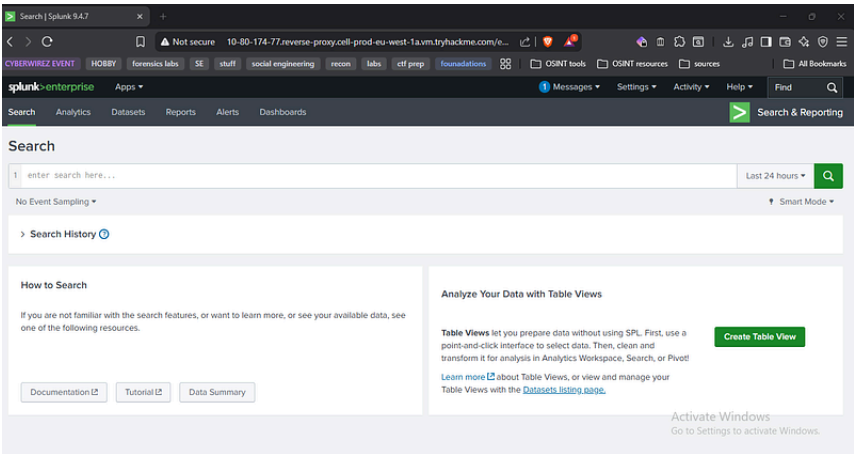 Search | Splunk 9.4.7
Not secure 10-80-174-77.reverse-proxy.cell-prod-eu-west-1a.vm.tryhackme.com/e...
CYBERWIREZ EVENT HOBBY forensics labs SE stuff social engineering recon labs ctf prep founadations OSINT tools OSINT resources sources All Bookmarks
splunk>enterprise Apps 1 Messages Settings Activity Help Find
Search Analytics Datasets Reports Alerts Dashboards Search & Reporting
Search
1 enter search here... Last 24 hours
No Event Sampling Smart Mode
> Search History ?
How to Search
If you are not familiar with the search features, or want to learn more, or see your available data, see
one of the following resources.
Documentation Tutorial Data Summary
Analyze Your Data with Table Views
Table Views let you prepare data without using SPL. First, use a
point-and-click interface to select data. Then, clean and
transform it for analysis in Analytics Workspace, Search, or Pivot!
Create Table View
Learn more about Table Views, or view and manage your
Table Views with the Datasets listing page.
Activate Windows
Go to Settings to activate Windows.